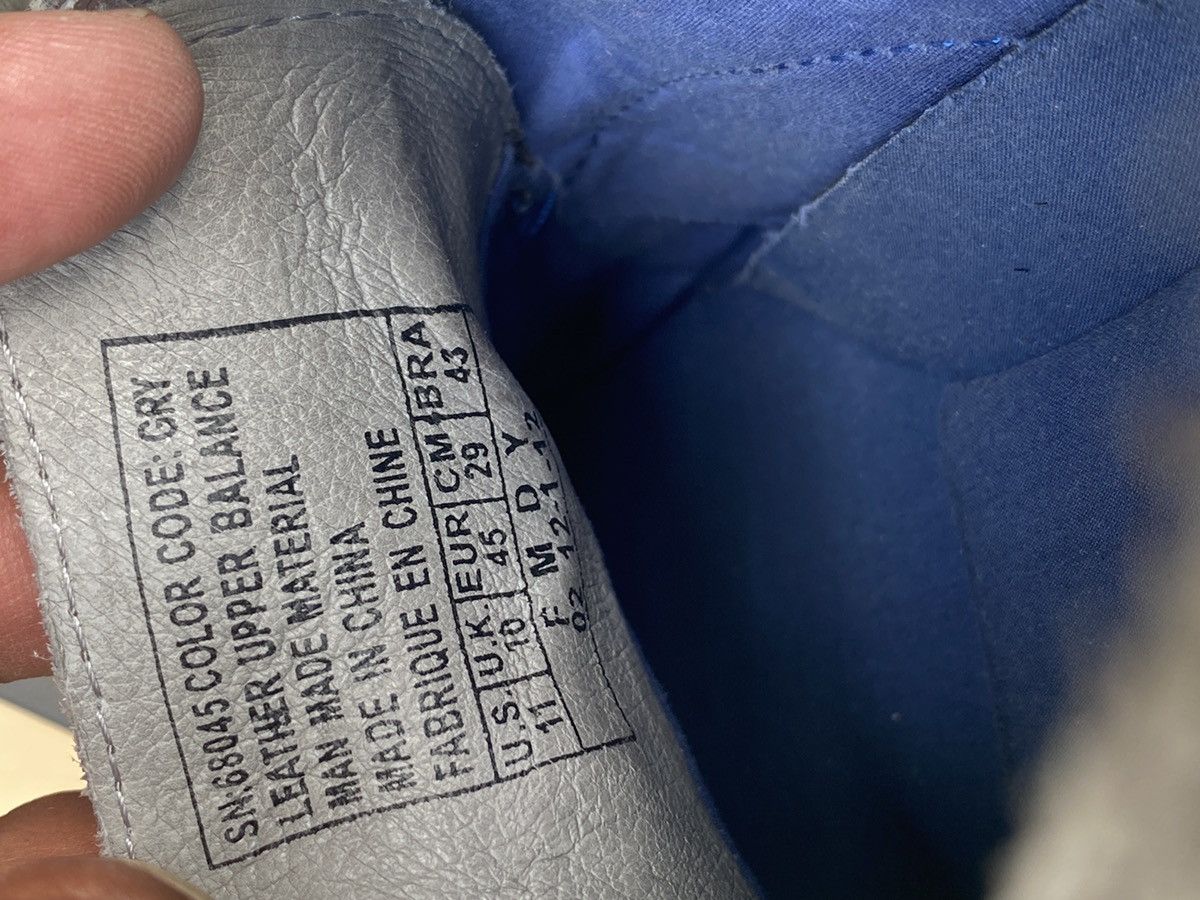 SN:68045 COLOR CODE: GRY
LEATHER UPPER BALANCE
MAN MADE MATERIAL
MADE IN CHINA
FABRIQUE EN CHINE
U.S. U.K. EUR CM BRA
11 10 45 29 43
F M D Y
02 12-1-12